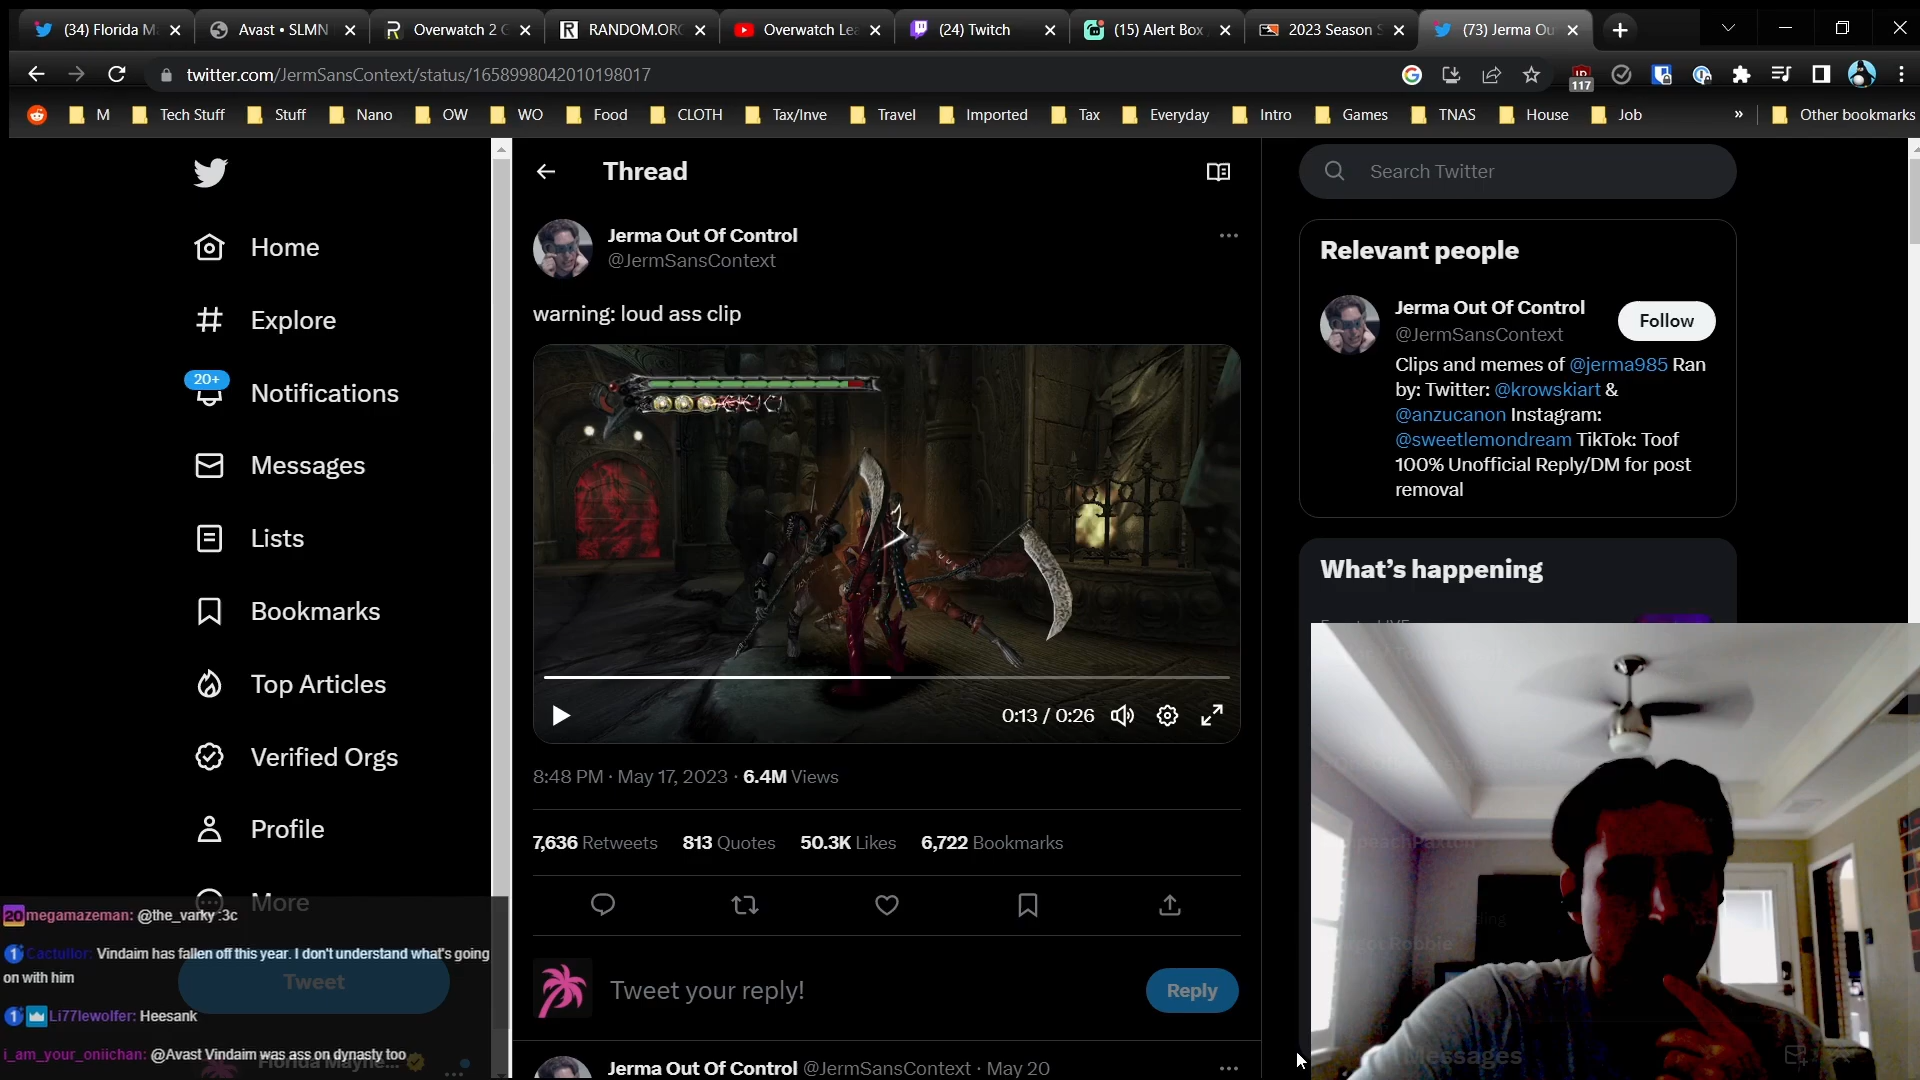 (34) Florida Ma
Avast • SLMN
Overwatch 2 G
RANDOM.ORG
Overwatch Lea
(24) Twitch
(15) Alert Box
2023 Season S
(73) Jerma Ou
twitter.com/JermSansContext/status/1658998042010198017
117
M
Tech Stuff
Stuff
Nano
OW
WO
Food
CLOTH
Tax/Inve
Travel
Imported
Tax
Everyday
Intro
Games
TNAS
House
Job
»
Other bookmarks
Home
Explore
20+
Notifications
Messages
Lists
Bookmarks
Top Articles
Verified Orgs
Profile
More
Tweet
Thread
Jerma Out Of Control
@JermSansContext
warning: loud ass clip
0:13 / 0:26
8:48 PM · May 17, 2023 · 6.4M Views
7,636 Retweets 813 Quotes 50.3K Likes 6,722 Bookmarks
Tweet your reply!
Reply
Jerma Out Of Control @JermSansContext · May 20
Search Twitter
Relevant people
Jerma Out Of Control
@JermSansContext
Follow
Clips and memes of @jerma985 Ran
by: Twitter: @krowskiart &
@anzucanon Instagram:
@sweetlemondream TikTok: Toof
100% Unofficial Reply/DM for post
removal
What's happening
Messages
20 megamazeman: @the_varky :3c
1 Cactullor: Vindaim has fallen off this year. I don't understand what's going
on with him
1 Li77lewolfer: Heesank
i_am_your_oniichan: @Avast Vindaim was ass on dynasty too